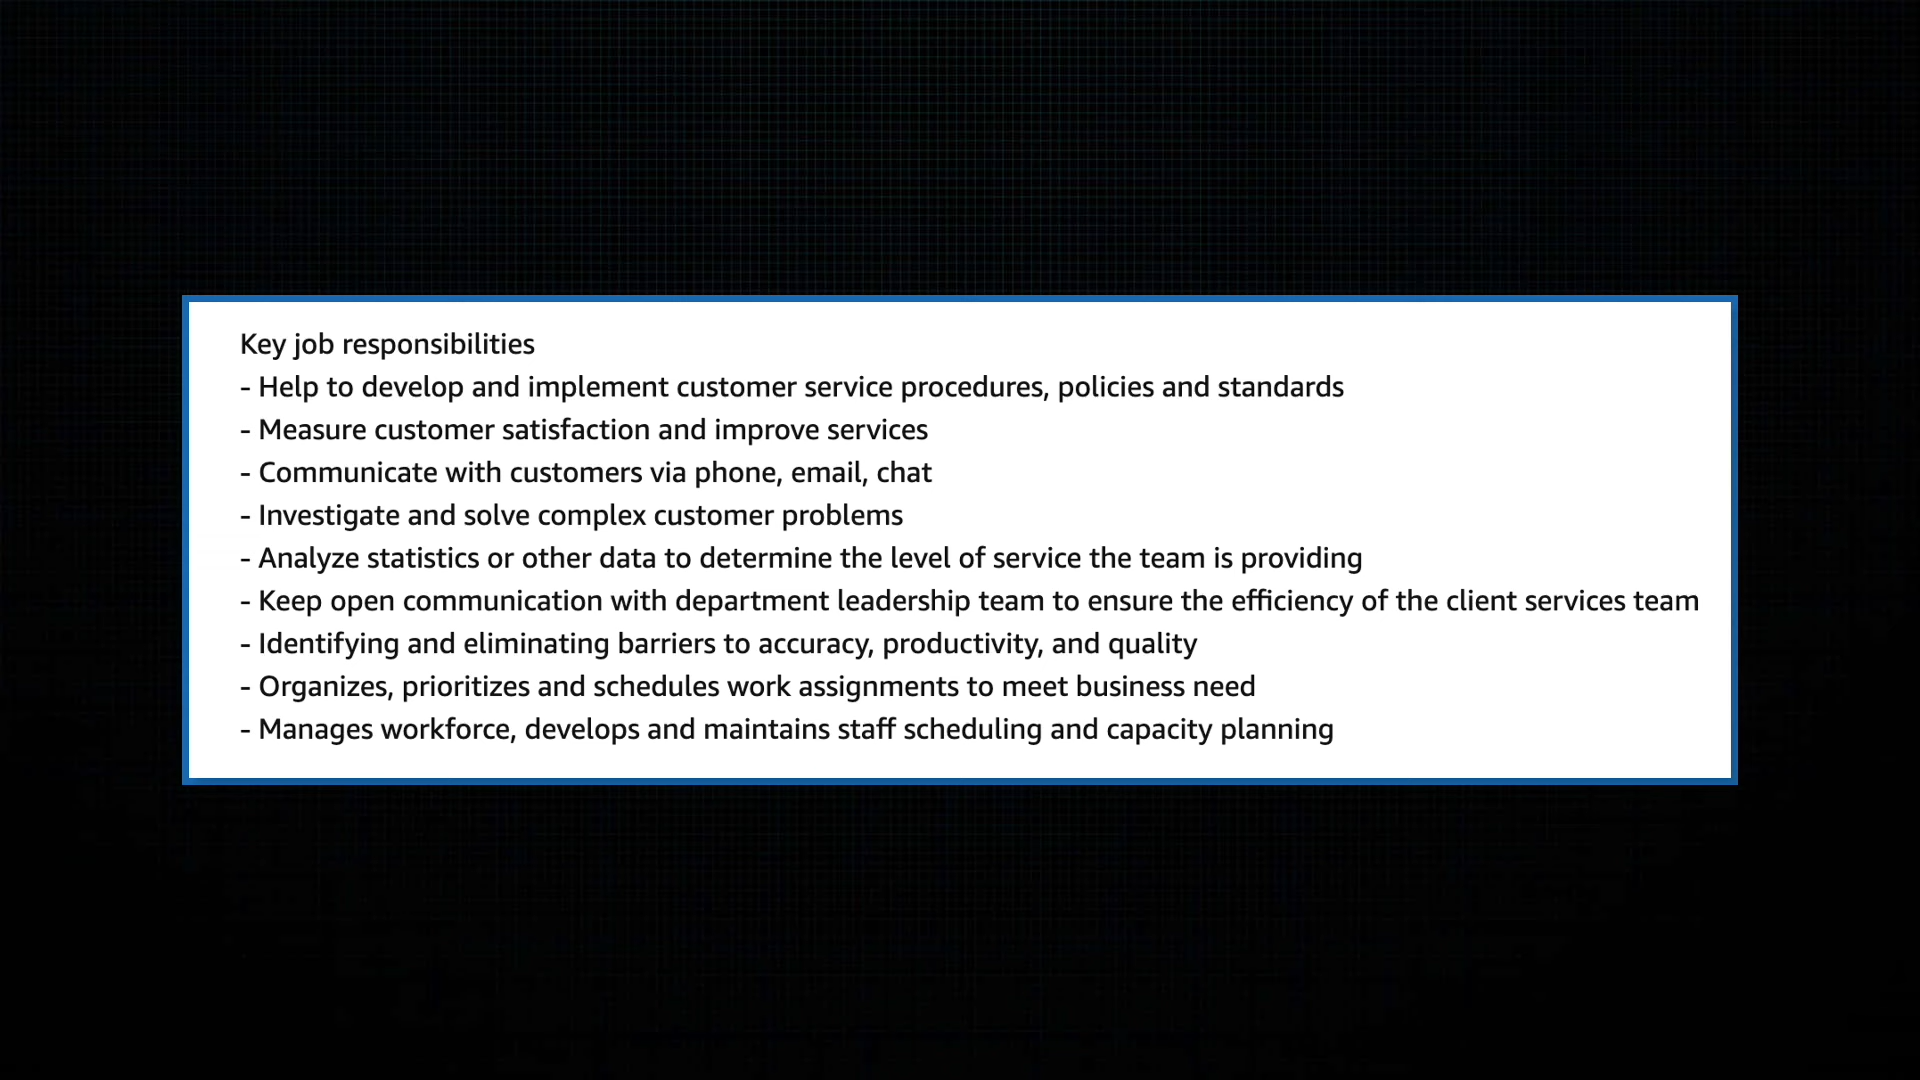 Key job responsibilities
- Help to develop and implement customer service procedures, policies and standards
- Measure customer satisfaction and improve services
- Communicate with customers via phone, email, chat
- Investigate and solve complex customer problems
- Analyze statistics or other data to determine the level of service the team is providing
- Keep open communication with department leadership team to ensure the efficiency of the client services team
- Identifying and eliminating barriers to accuracy, productivity, and quality
- Organizes, prioritizes and schedules work assignments to meet business need
- Manages workforce, develops and maintains staff scheduling and capacity planning